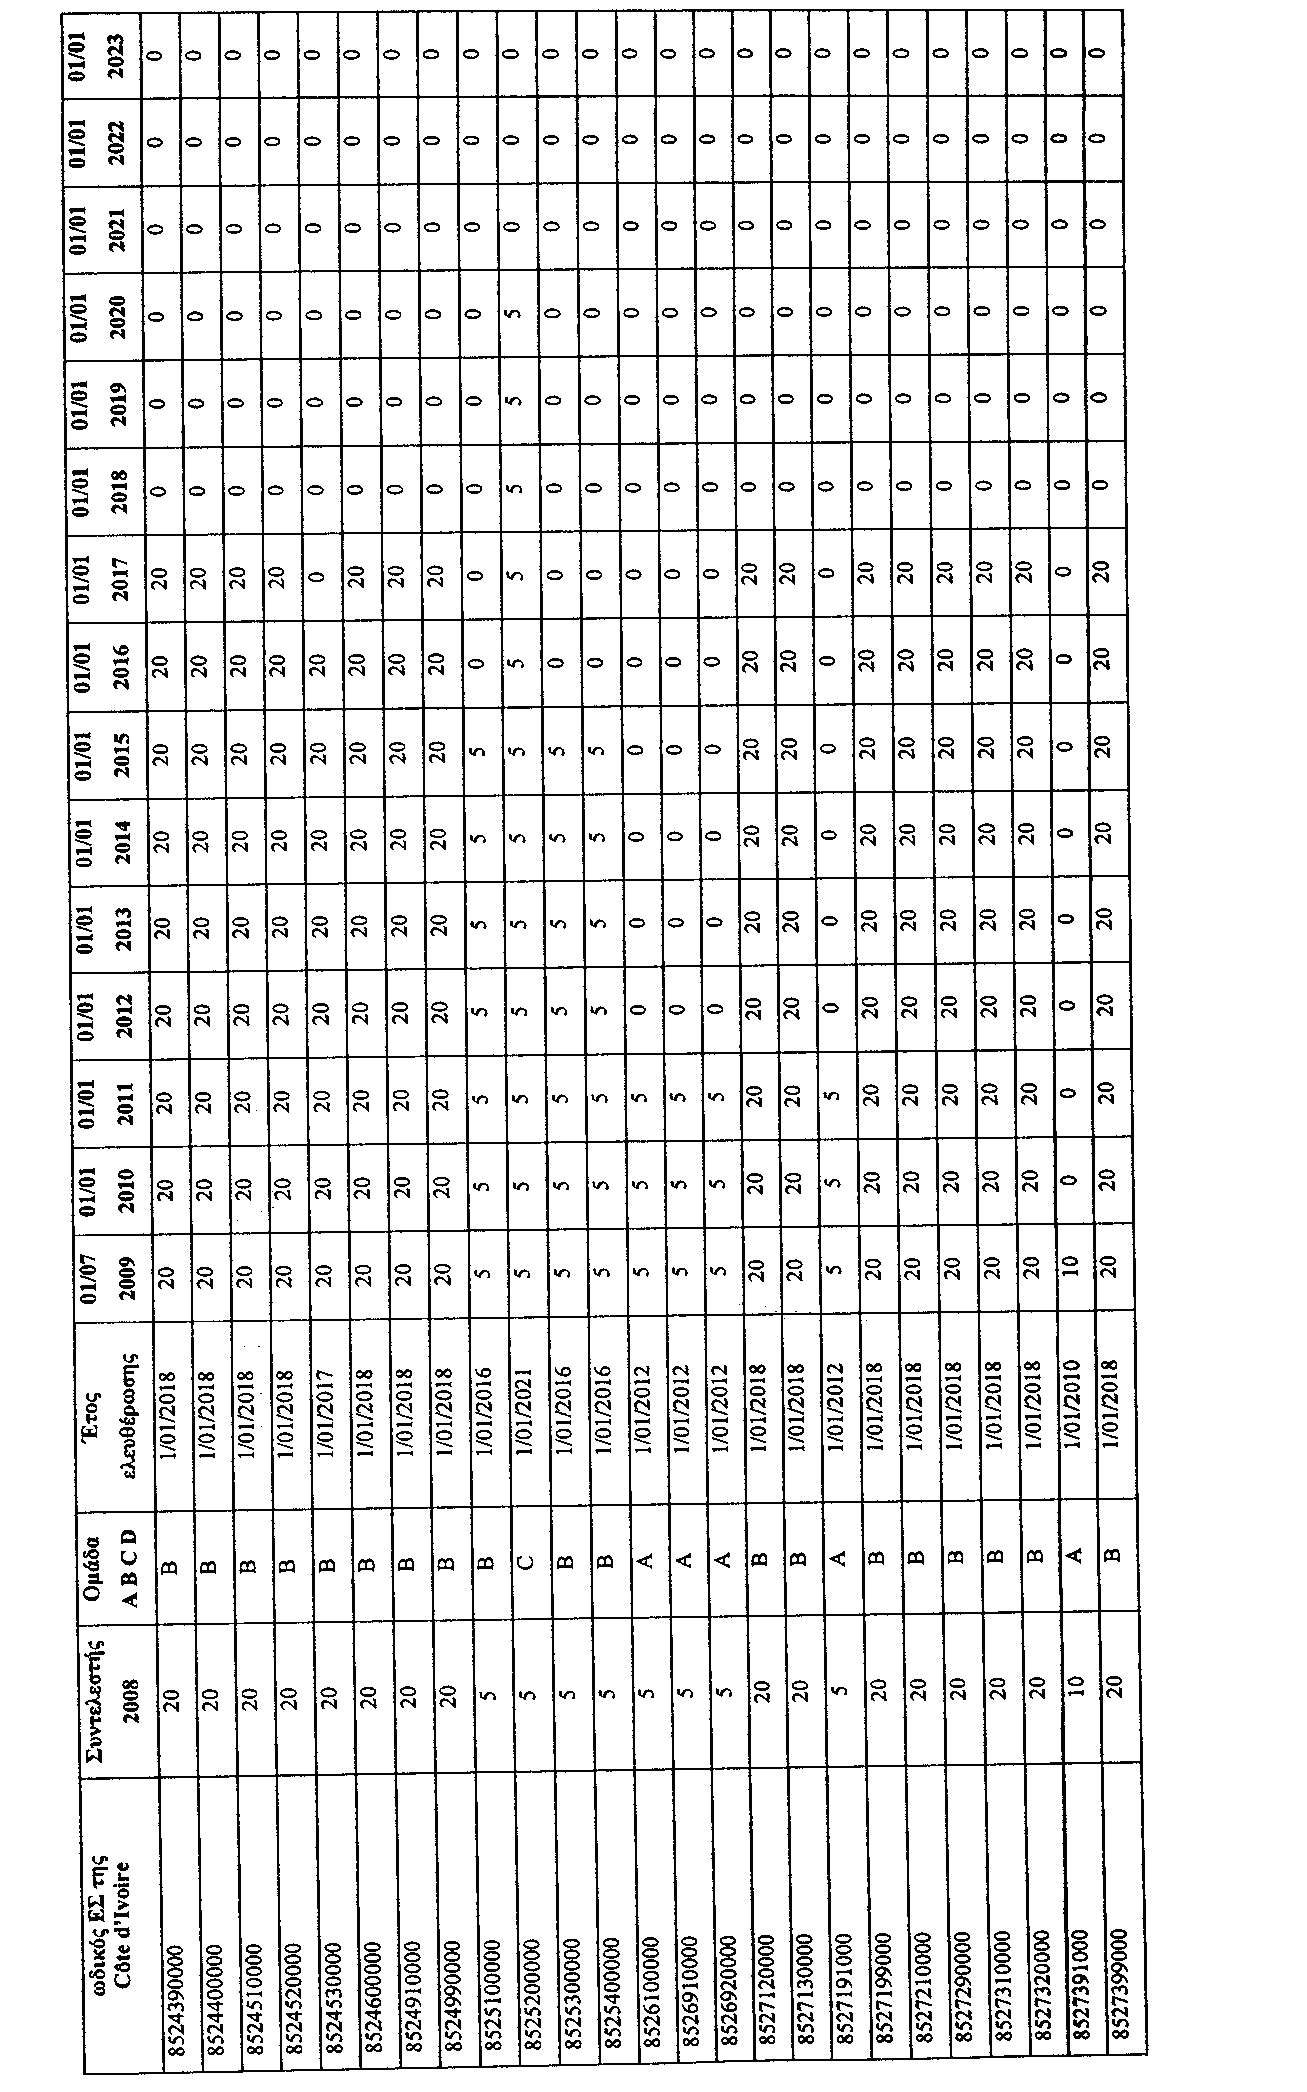 ωδικός ΕΣ της Côte d'Ivoire Συντελεστής 2008 Ομάδα A B C D Έτος ελευθέρωσης 01/07 2009 01/01 2010 01/01 2011 01/01 2012 01/01 2013 01/01 2014 01/01 2015 01/01 2016 01/01 2017 01/01 2018 01/01 2019 01/01 2020 01/01 2021 01/01 2022 01/01 2023
8524390000 20 B 1/01/2018 20 20 20 20 20 20 20 20 20 0 0 0 0 0 0
8524400000 20 B 1/01/2018 20 20 20 20 20 20 20 20 20 0 0 0 0 0 0
8524510000 20 B 1/01/2018 20 20 20 20 20 20 20 20 20 0 0 0 0 0 0
8524520000 20 B 1/01/2018 20 20 20 20 20 20 20 20 20 0 0 0 0 0 0
8524530000 20 B 1/01/2017 20 20 20 20 20 20 20 20 0 0 0 0 0 0 0
8524600000 20 B 1/01/2018 20 20 20 20 20 20 20 20 20 0 0 0 0 0 0
8524910000 20 B 1/01/2018 20 20 20 20 20 20 20 20 20 0 0 0 0 0 0
8524990000 20 B 1/01/2018 20 20 20 20 20 20 20 20 20 0 0 0 0 0 0
8525100000 5 B 1/01/2016 5 5 5 5 5 5 5 0 0 0 0 0 0 0 0
8525200000 5 C 1/01/2021 5 5 5 5 5 5 5 5 5 5 5 5 0 0 0
8525300000 5 B 1/01/2016 5 5 5 5 5 5 5 0 0 0 0 0 0 0 0
8525400000 5 B 1/01/2016 5 5 5 5 5 5 5 0 0 0 0 0 0 0 0
8526100000 5 A 1/01/2012 5 5 5 0 0 0 0 0 0 0 0 0 0 0 0
8526910000 5 A 1/01/2012 5 5 5 0 0 0 0 0 0 0 0 0 0 0 0
8526920000 5 A 1/01/2012 5 5 5 0 0 0 0 0 0 0 0 0 0 0 0
8527120000 20 B 1/01/2018 20 20 20 20 20 20 20 20 20 0 0 0 0 0 0
8527130000 20 B 1/01/2018 20 20 20 20 20 20 20 20 20 0 0 0 0 0 0
8527191000 5 A 1/01/2012 5 5 5 0 0 0 0 0 0 0 0 0 0 0 0
8527199000 20 B 1/01/2018 20 20 20 20 20 20 20 20 20 0 0 0 0 0 0
8527210000 20 B 1/01/2018 20 20 20 20 20 20 20 20 20 0 0 0 0 0 0
8527290000 20 B 1/01/2018 20 20 20 20 20 20 20 20 20 0 0 0 0 0 0
8527310000 20 B 1/01/2018 20 20 20 20 20 20 20 20 20 0 0 0 0 0 0
8527320000 20 B 1/01/2018 20 20 20 20 20 20 20 20 20 0 0 0 0 0 0
8527391000 10 A 1/01/2010 10 0 0 0 0 0 0 0 0 0 0 0 0 0 0
8527399000 20 B 1/01/2018 20 20 20 20 20 20 20 20 20 0 0 0 0 0 0